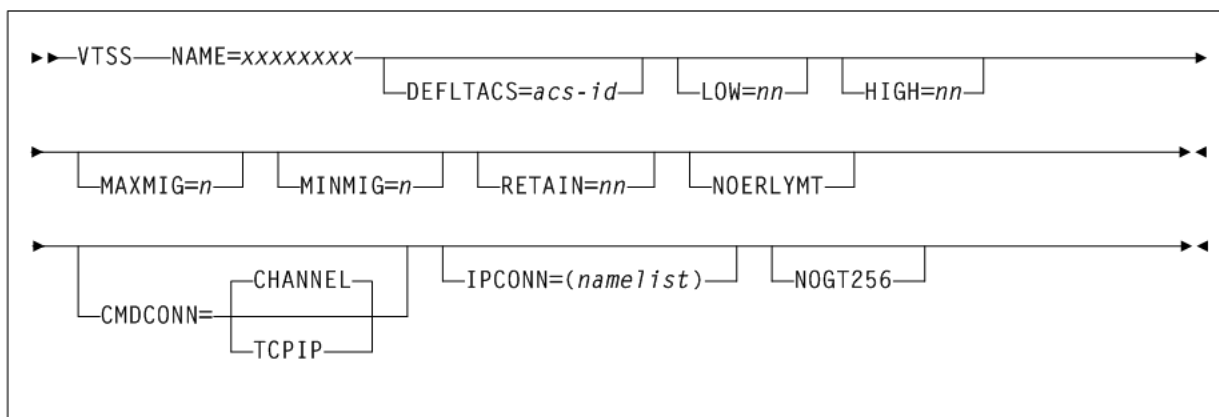 VTSS NAME=xxxxxxxx
DEFLTACS=acs-id LOW=nn HIGH=nn
MAXMIG=n MINMIG=n RETAIN=nn NOERLYMT
CHANNEL IPCONN=(namelist) NOGT256
CMDCONN=
TCPIP